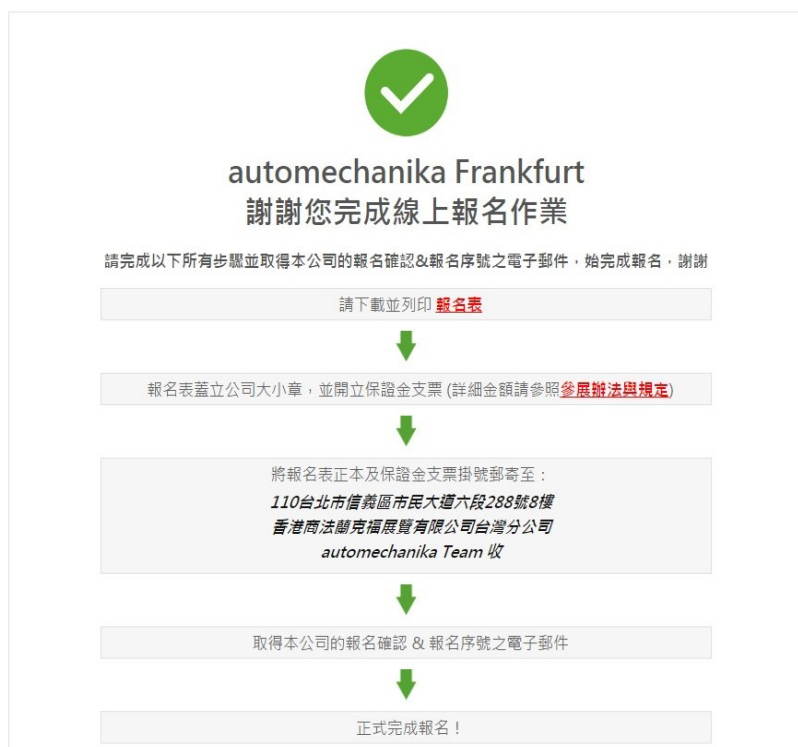 automechanika Frankfurt
謝謝您完成線上報名作業
請完成以下所有步驟並取得本公司的報名確認&報名序號之電子郵件，始完成報名，謝謝
請下載並列印 報名表
報名表蓋立公司大小章，並開立保證金支票 (詳細金額請參照參展辦法與規定)
將報名表正本及保證金支票掛號郵寄至：
110台北市信義區市民大道六段288號8樓
香港商法蘭克福展覽有限公司台灣分公司
automechanika Team 收
取得本公司的報名確認 & 報名序號之電子郵件
正式完成報名！